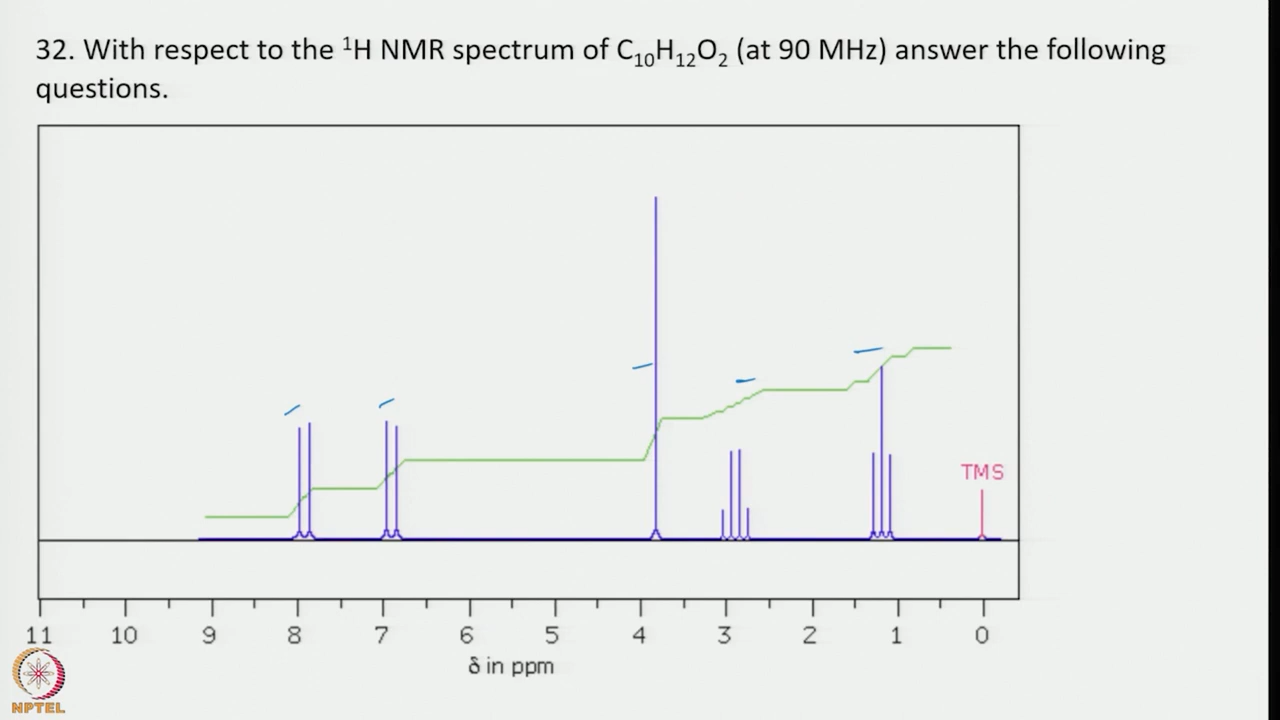 32. With respect to the ¹H NMR spectrum of C₁₀H₁₂O₂ (at 90 MHz) answer the following
questions.
TMS
11 10 9 8 7 6 5 4 3 2 1 0
δ in ppm
NPTEL